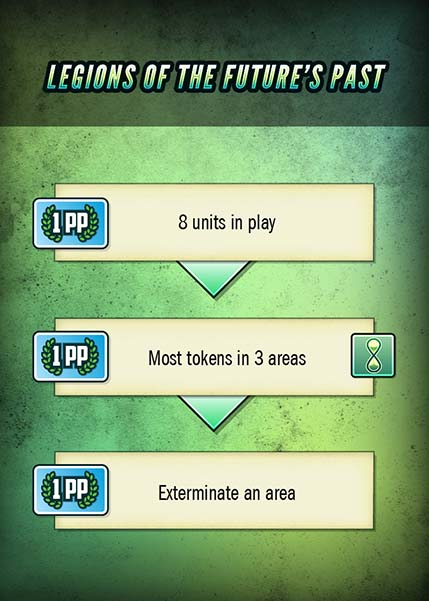 LEGIONS OF THE FUTURE'S PAST
1 PP
8 units in play
1 PP
Most tokens in 3 areas
1 PP
Exterminate an area